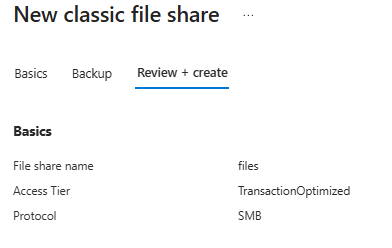 New classic file share ...
Basics Backup Review + create
Basics
File share name files
Access Tier TransactionOptimized
Protocol SMB